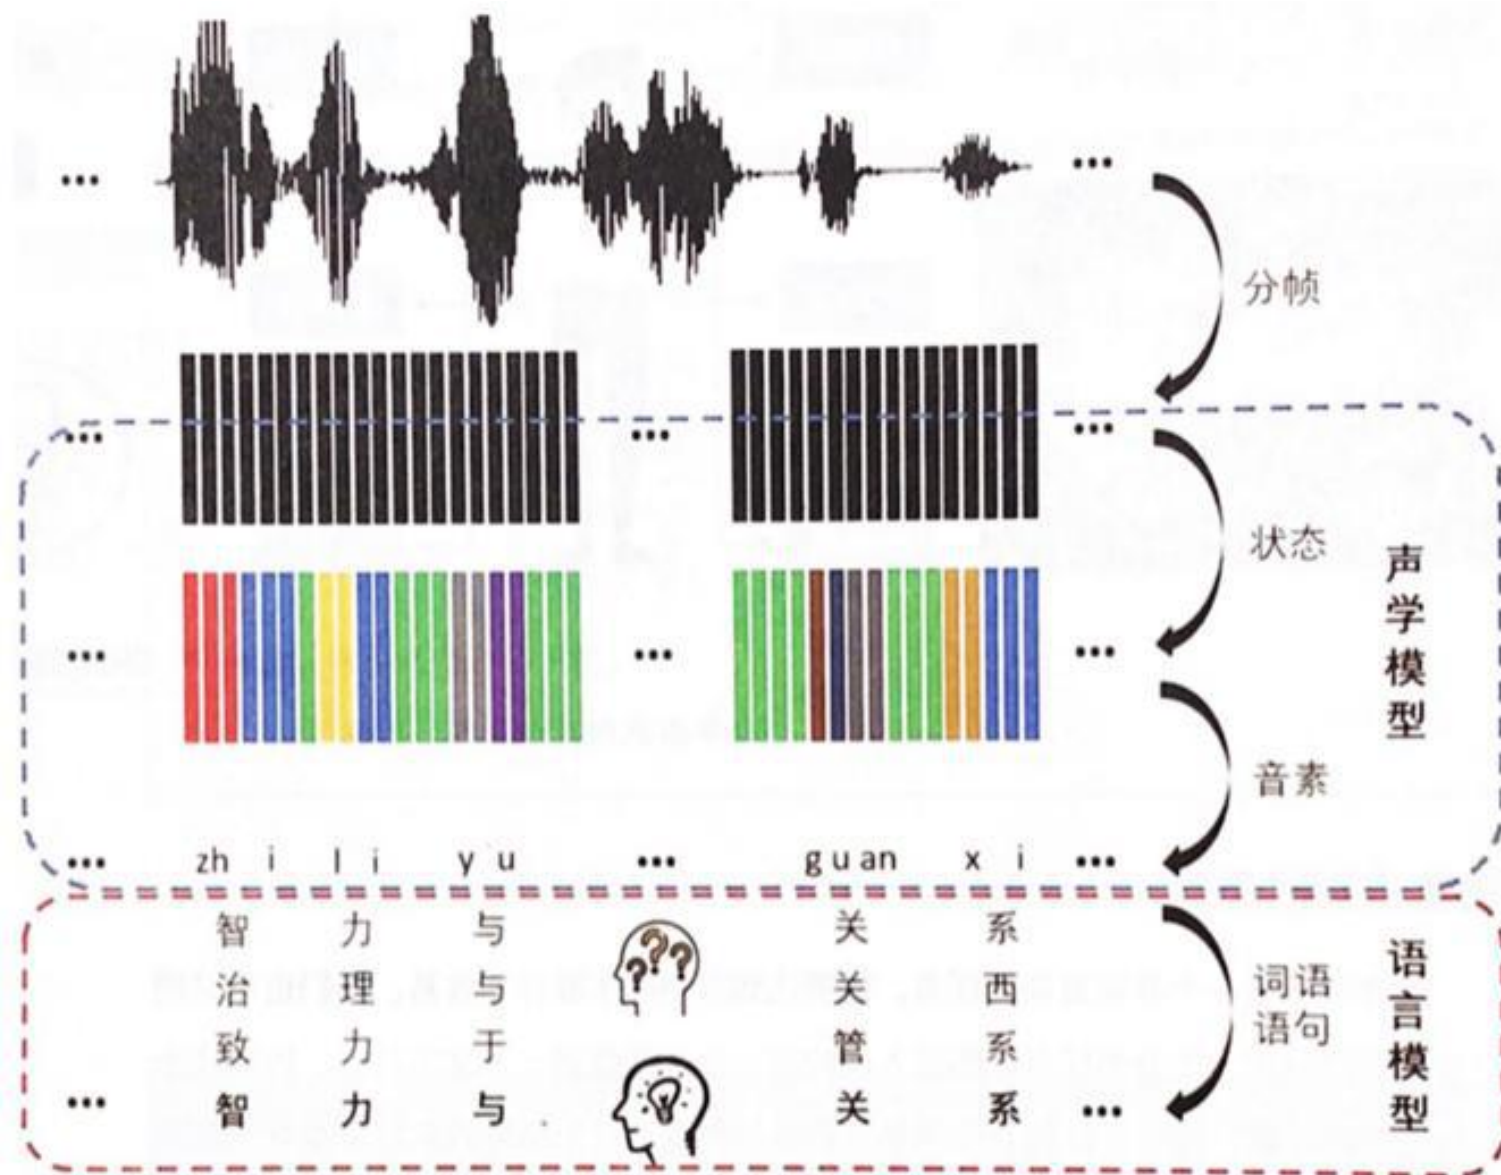 ... ...
分帧
... ... ...
状态
... ... ...
声学模型
音素
... zh i l i y u ... g u an x i ...
智 力 与 关 系
治 理 与 关 西
词语
语句
致 力 于 管 系
... 智 力 与 关 系 ...
语言模型